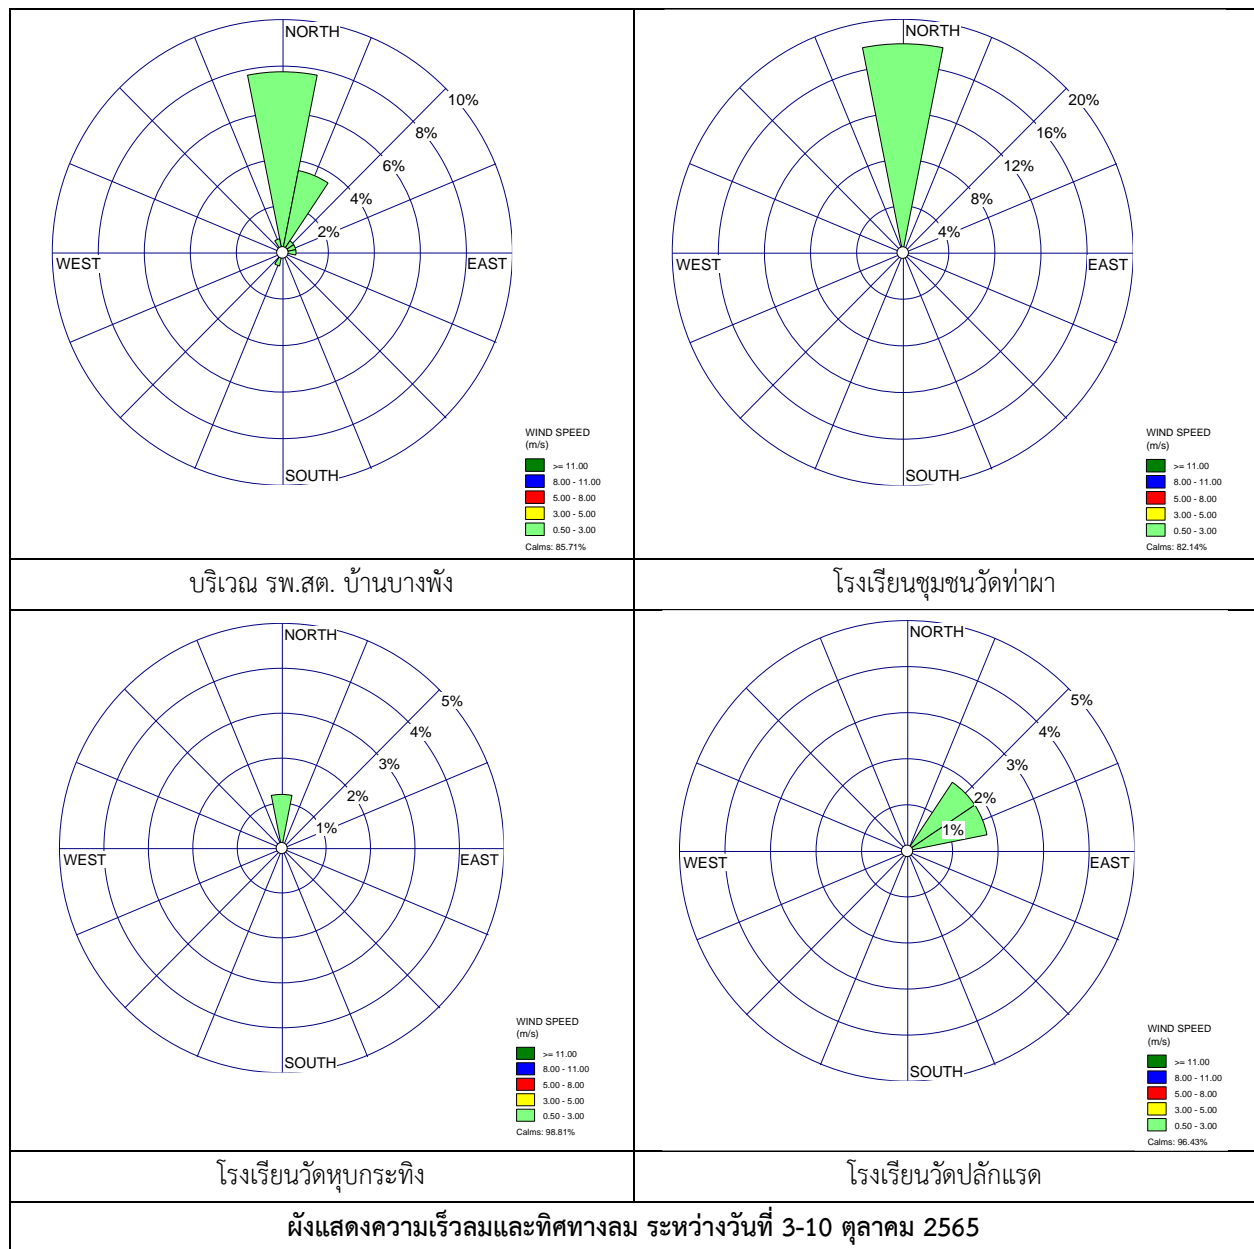 NORTH
10%
8%
6%
4%
2%
WEST
EAST
SOUTH
WIND SPEED
(m/s)
>= 11.00
8.00 - 11.00
5.00 - 8.00
3.00 - 5.00
0.50 - 3.00
Calms: 85.71%
บริเวณ รพ.สต. บ้านบางพัง
NORTH
20%
16%
12%
8%
4%
WEST
EAST
SOUTH
WIND SPEED
(m/s)
>= 11.00
8.00 - 11.00
5.00 - 8.00
3.00 - 5.00
0.50 - 3.00
Calms: 82.14%
โรงเรียนชุมชนวัดท่าผา
NORTH
5%
4%
3%
2%
1%
WEST
EAST
SOUTH
WIND SPEED
(m/s)
>= 11.00
8.00 - 11.00
5.00 - 8.00
3.00 - 5.00
0.50 - 3.00
Calms: 98.81%
โรงเรียนวัดหุบกระทิง
NORTH
5%
4%
3%
2%
1%
WEST
EAST
SOUTH
WIND SPEED
(m/s)
>= 11.00
8.00 - 11.00
5.00 - 8.00
3.00 - 5.00
0.50 - 3.00
Calms: 96.43%
โรงเรียนวัดปลักแรด
ผังแสดงความเร็วลมและทิศทางลม ระหว่างวันที่ 3-10 ตุลาคม 2565